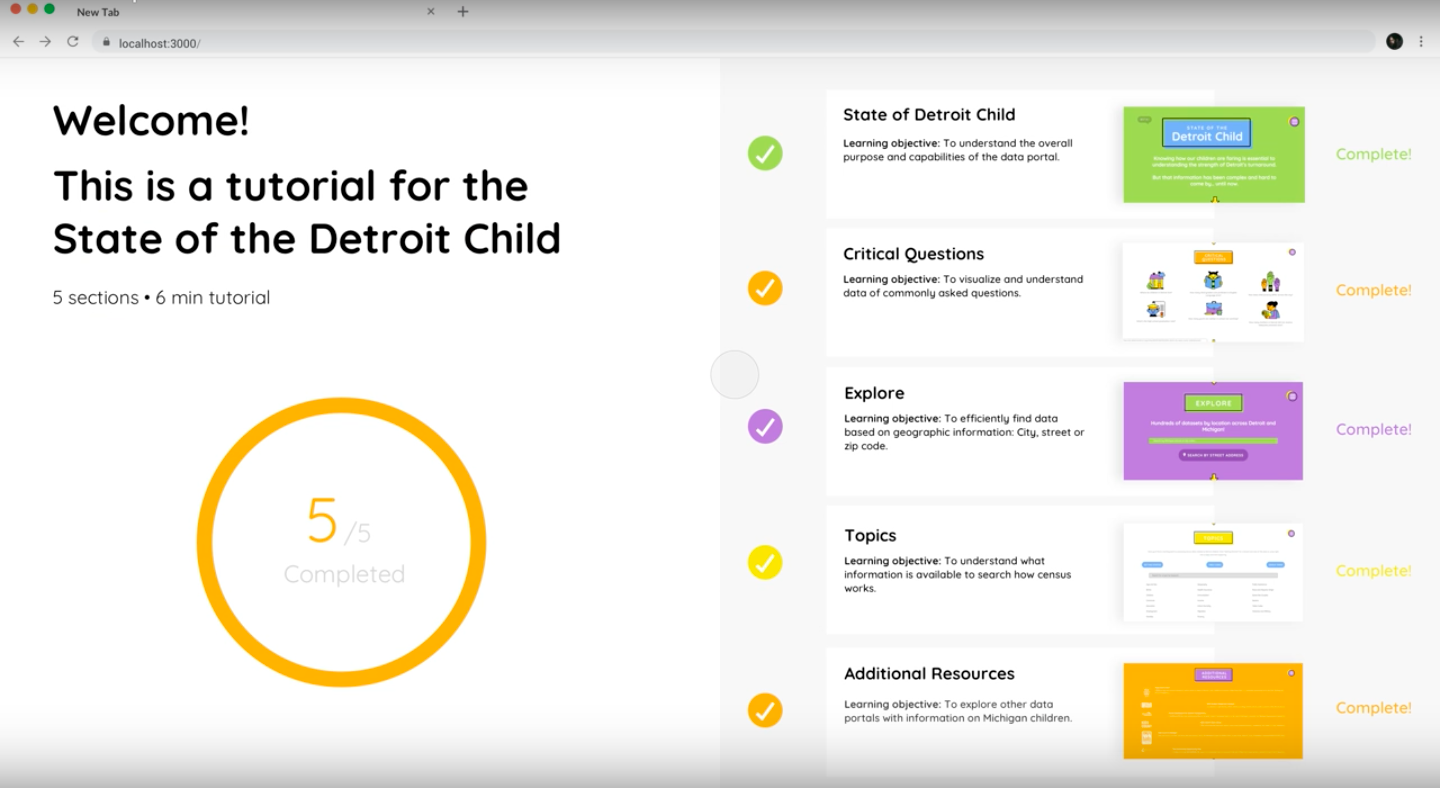 New Tab
localhost:3000/
Welcome!
This is a tutorial for the
State of the Detroit Child
5 sections • 6 min tutorial
5 /5
Completed
State of Detroit Child
Learning objective: To understand the overall
purpose and capabilities of the data portal.
STATE OF THE
Detroit Child
Knowing how our children are faring is essential to
understanding the strength of Detroit's turnaround.
But that information has been complex and hard to
come by... until now.
Complete!
Critical Questions
Learning objective: To visualize and understand
data of commonly asked questions.
CRITICAL
QUESTIONS
Complete!
Explore
Learning objective: To efficiently find data
based on geographic information: City, street or
zip code.
EXPLORE
Hundreds of datasets by location across Detroit and
Michigan!
SEARCH BY STREET ADDRESS
Complete!
Topics
Learning objective: To understand what
information is available to search how census
works.
TOPICS
Complete!
Additional Resources
Learning objective: To explore other data
portals with information on Michigan children.
ADDITIONAL
RESOURCES
Complete!